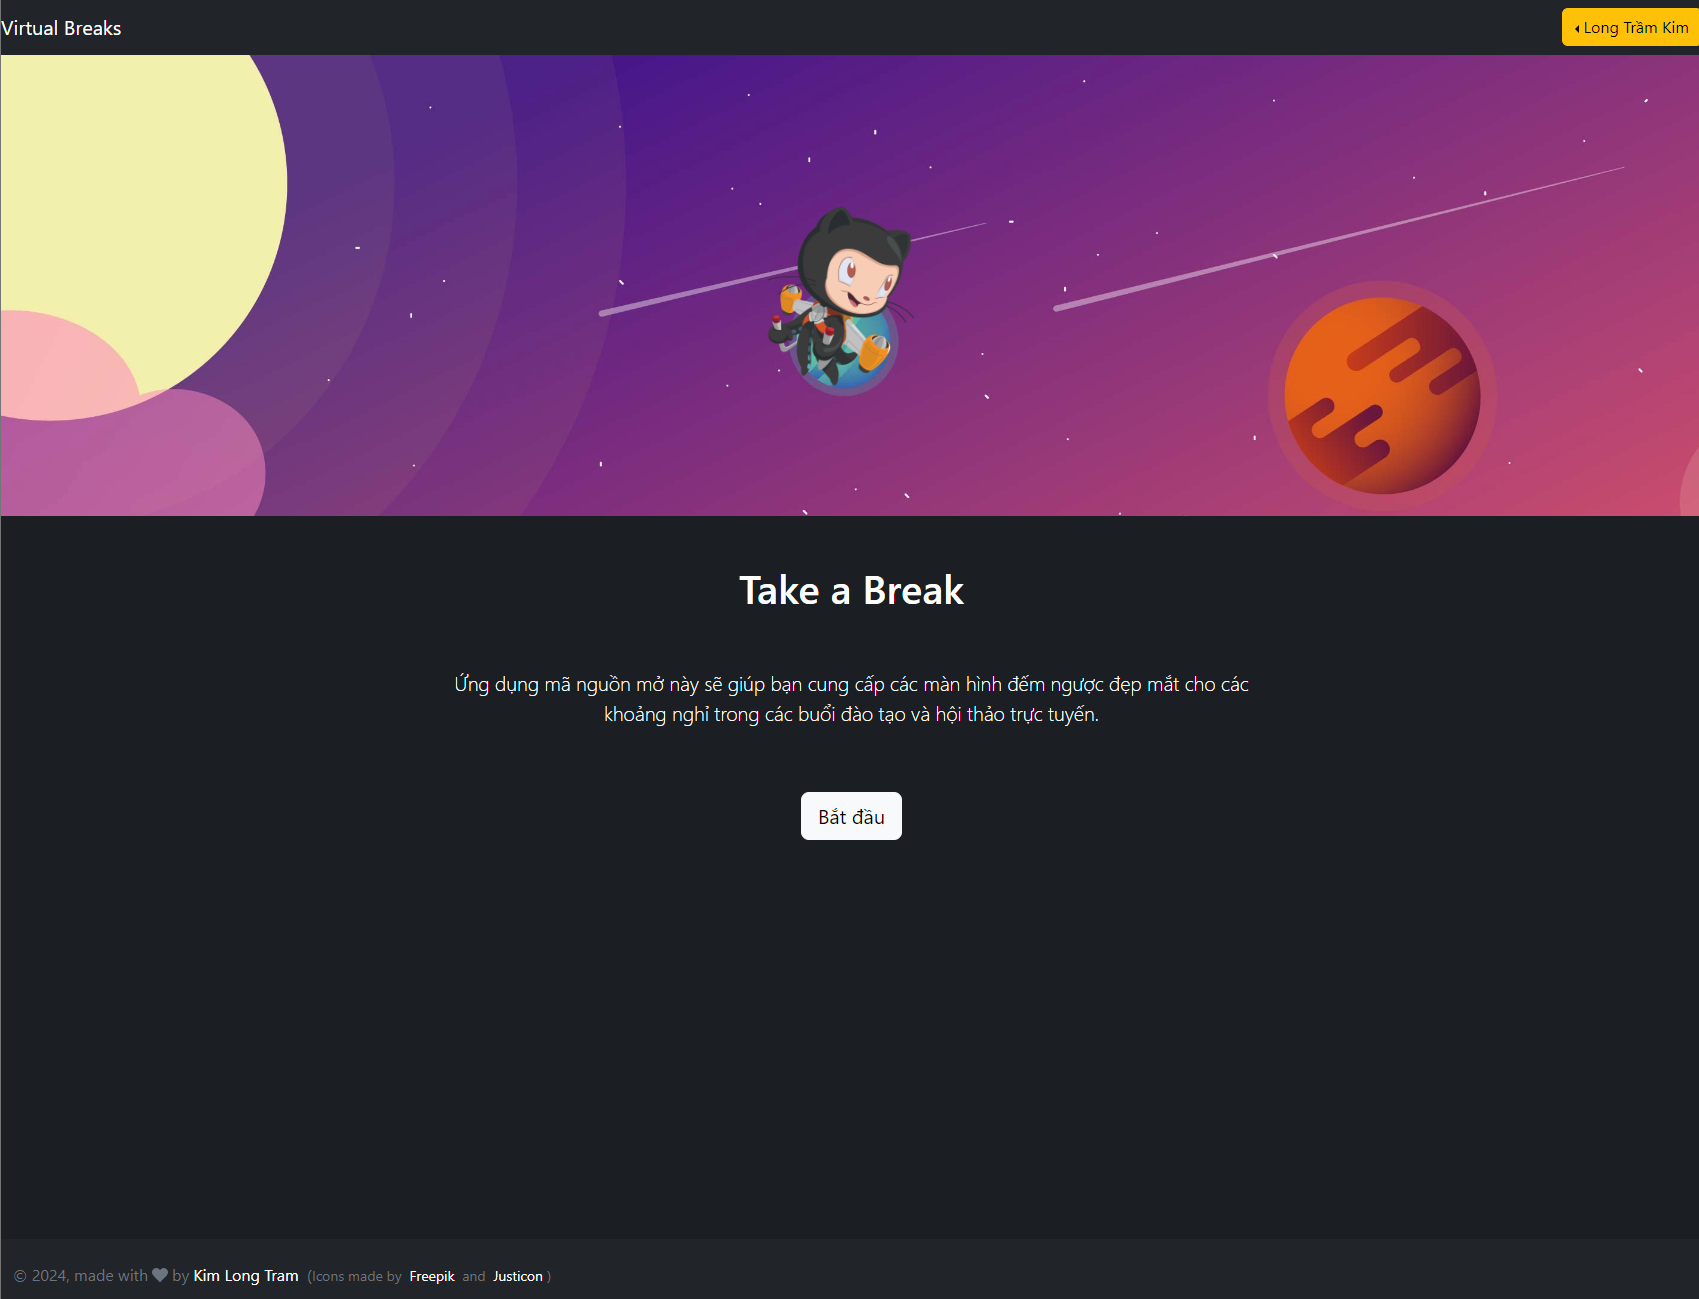 Virtual Breaks
Long Trầm Kim
Take a Break
Ứng dụng mã nguồn mở này sẽ giúp bạn cung cấp các màn hình đếm ngược đẹp mắt cho các
khoảng nghỉ trong các buổi đào tạo và hội thảo trực tuyến.
Bắt đầu
© 2024, made with ♥ by Kim Long Tram (Icons made by Freepik and Justicon )